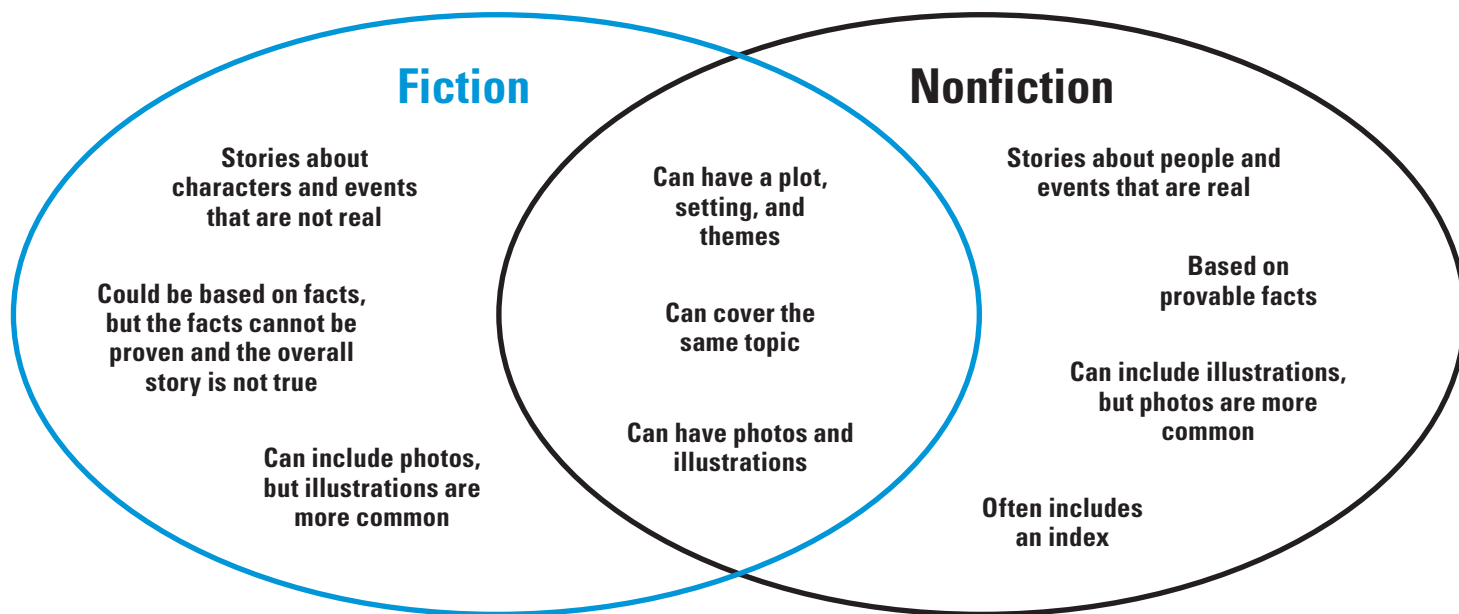 Fiction
Stories about
characters and events
that are not real
Could be based on facts,
but the facts cannot be
proven and the overall
story is not true
Can include photos,
but illustrations are
more common
Can have a plot,
setting, and
themes
Can cover the
same topic
Can have photos and
illustrations
Nonfiction
Stories about people and
events that are real
Based on
provable facts
Can include illustrations,
but photos are more
common
Often includes
an index